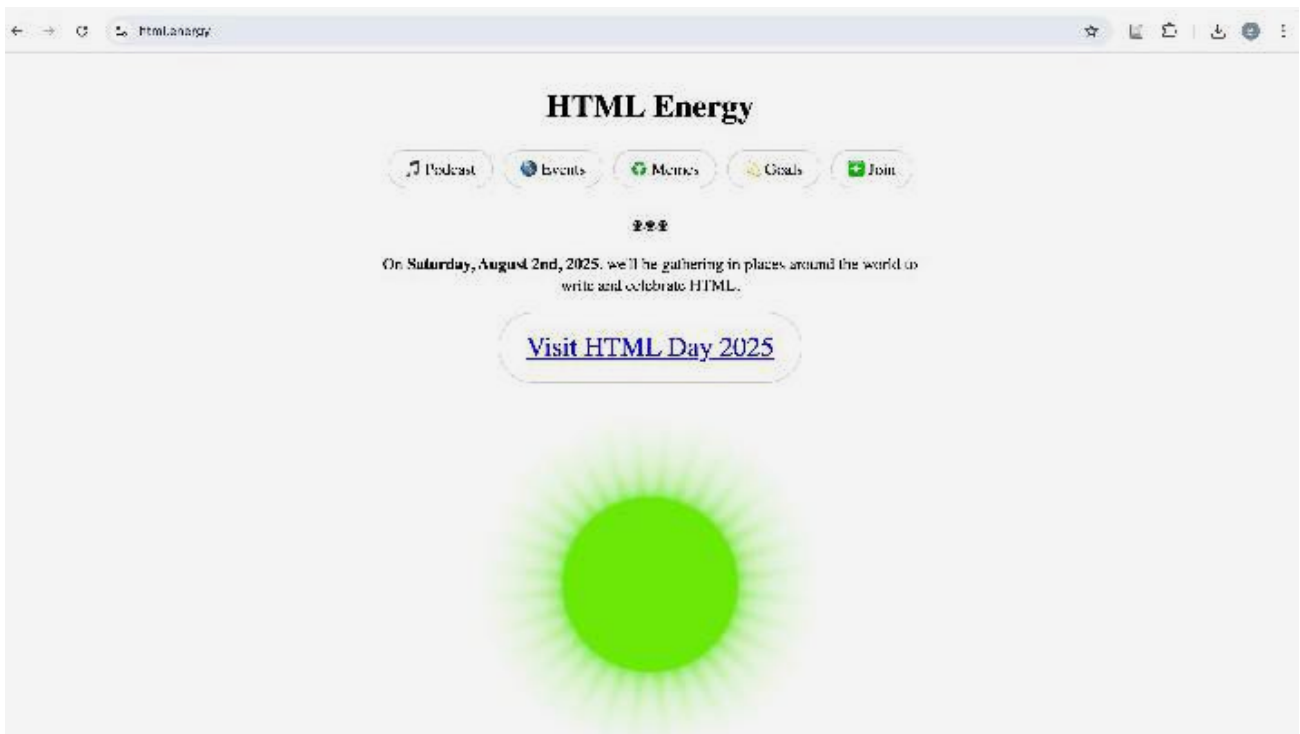 html.energy
HTML Energy
Podcast Events Memes Goals Join
On Saturday, August 2nd, 2025, we'll be gathering in places around the world to
write and celebrate HTML.
Visit HTML Day 2025